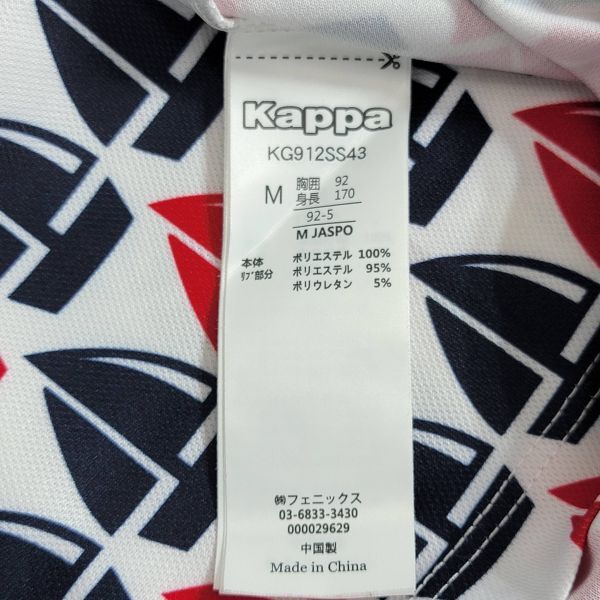 Kappa
KG912SS43
M 胸囲 92
身長 170
92-5
M JASPO
本体 ポリエステル 100%
ﾘﾌﾞ部分 ポリエステル 95%
ポリウレタン 5%
㈱フェニックス
03-6833-3430
000029629
中国製
Made in China